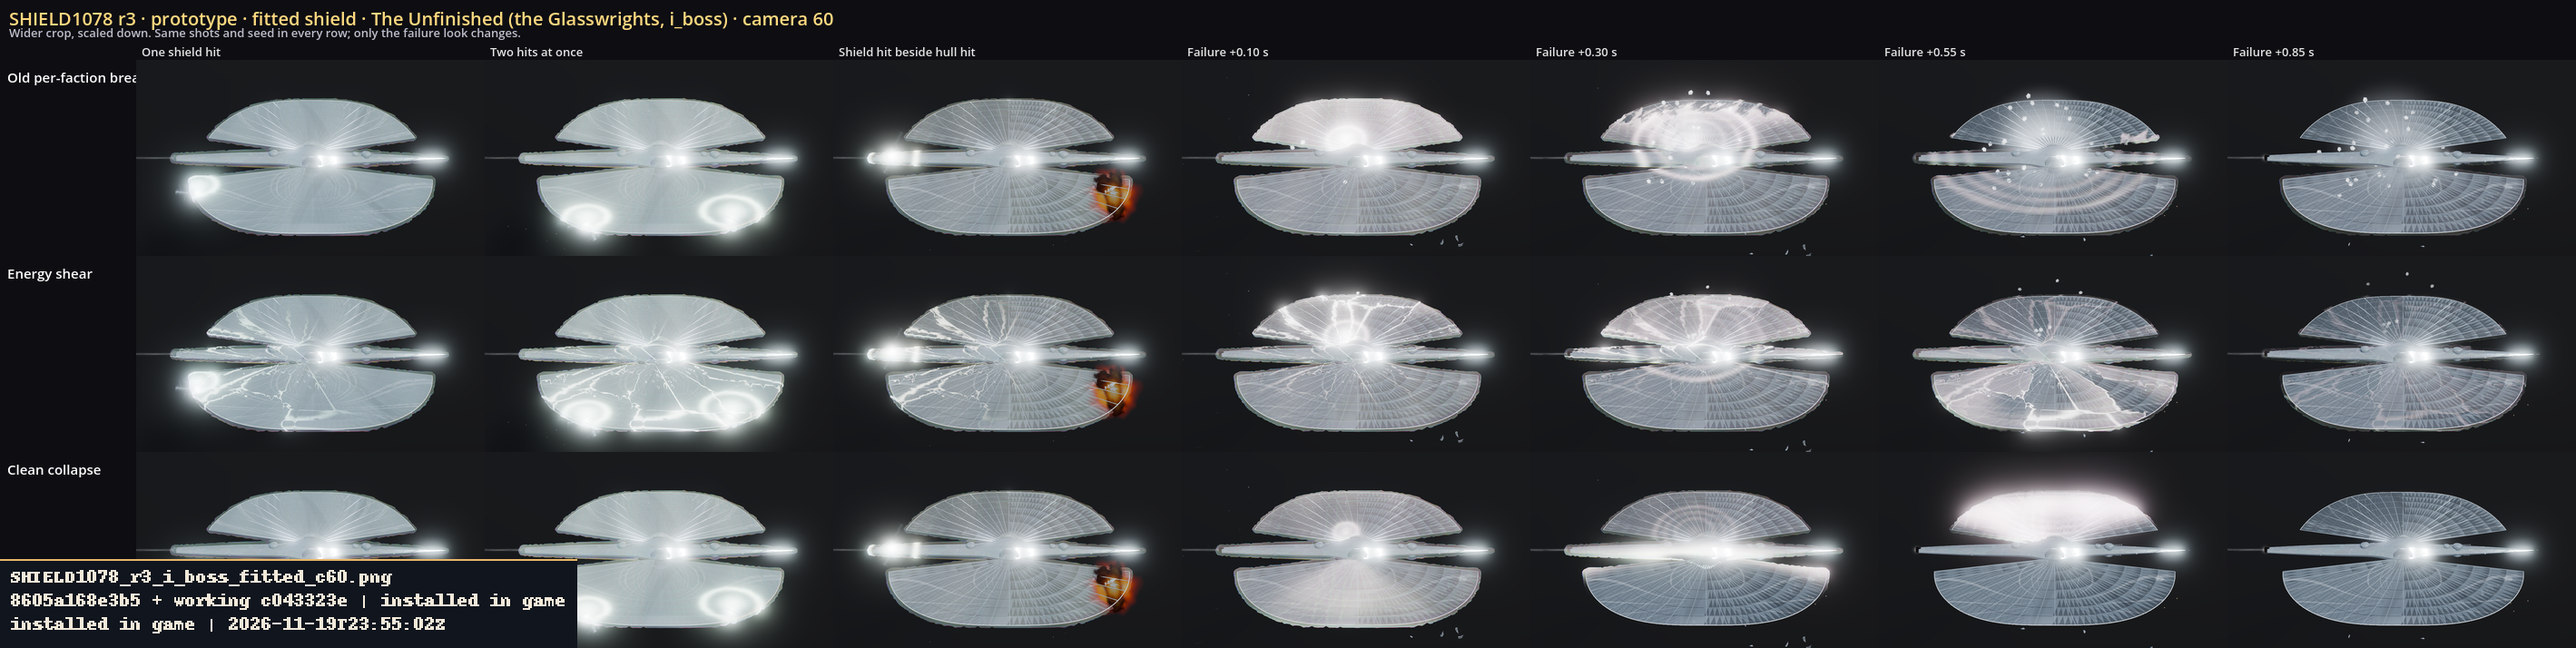 SHIELD1078 r3 · prototype · fitted shield · The Unfinished (the Glasswrights, i_boss) · camera 60
Wider crop, scaled down. Same shots and seed in every row; only the failure look changes.
One shield hit
Two hits at once
Shield hit beside hull hit
Failure +0.10 s
Failure +0.30 s
Failure +0.55 s
Failure +0.85 s
Old per-faction brea
Energy shear
Clean collapse
SHIELD1078_r3_i_boss_fitted_c60.png
8605a168e3b5 + working c043323e | installed in game
installed in game | 2026-11-19T23:55:02Z